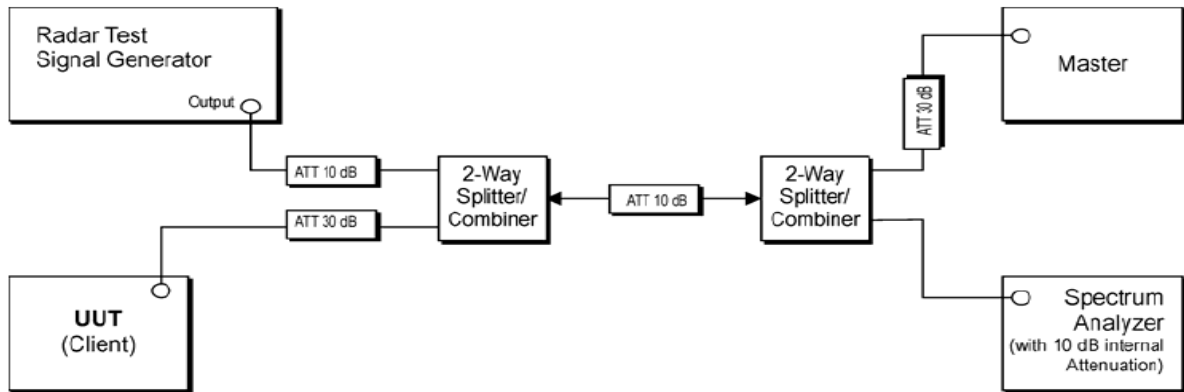 Radar Test
Signal Generator
Output
ATT 10 dB
ATT 30 dB
UUT
(Client)
2-Way
Splitter/
Combiner
ATT 10 dB
2-Way
Splitter/
Combiner
ATT 30 dB
Master
Spectrum
Analyzer
(with 10 dB internal
Attenuation)